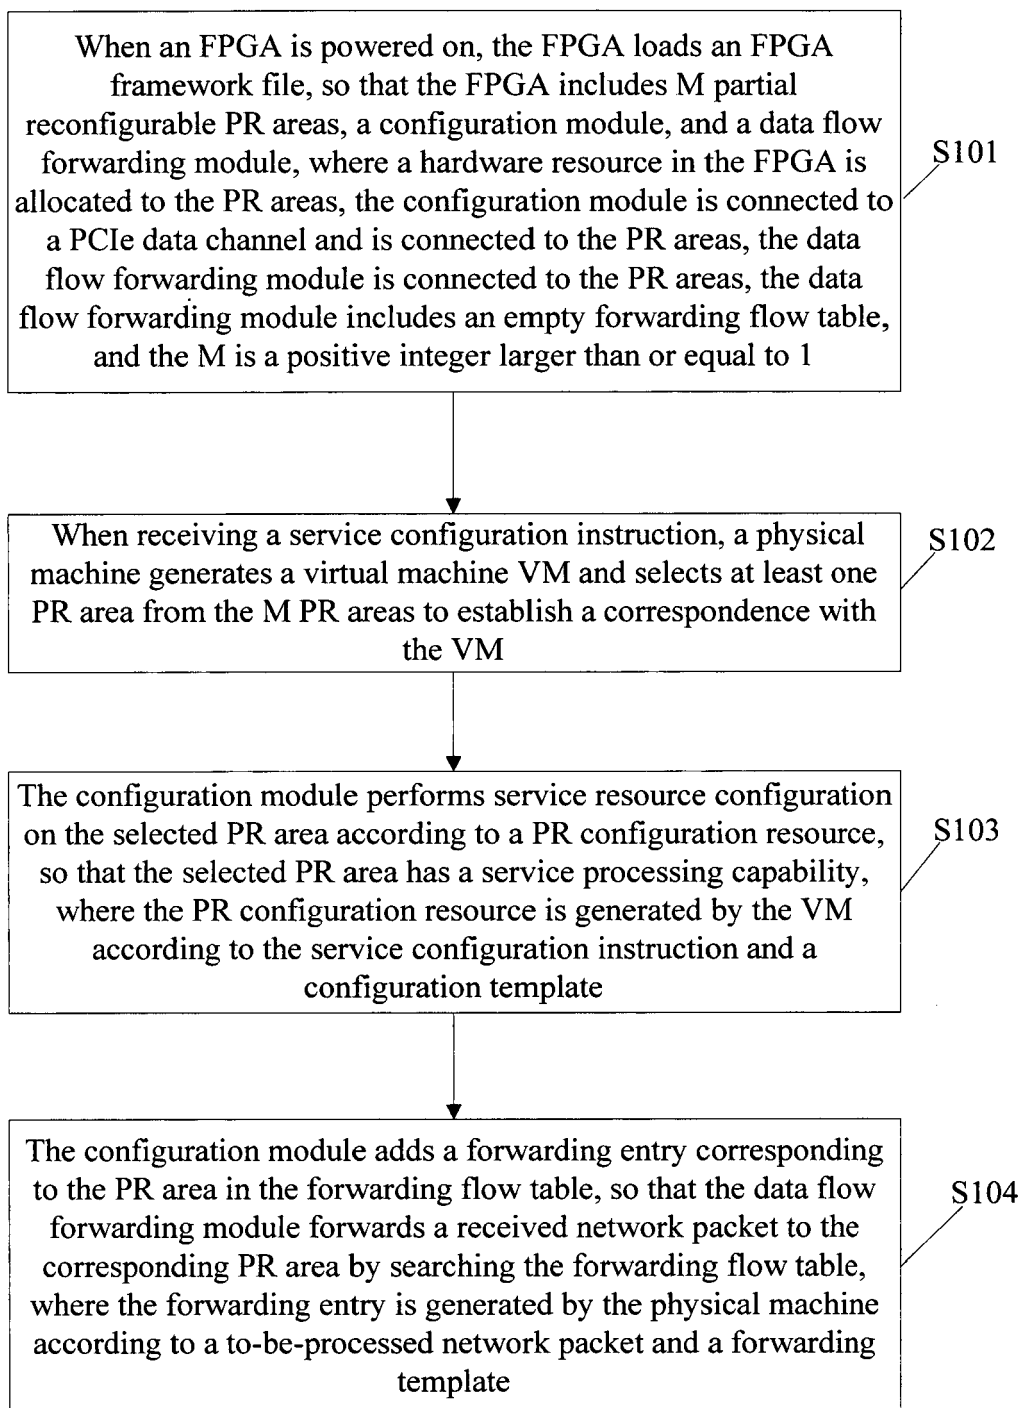 When an FPGA is powered on, the FPGA loads an FPGA
framework file, so that the FPGA includes M partial
reconfigurable PR areas, a configuration module, and a data flow
forwarding module, where a hardware resource in the FPGA is
allocated to the PR areas, the configuration module is connected to
a PCIe data channel and is connected to the PR areas, the data
flow forwarding module is connected to the PR areas, the data
flow forwarding module includes an empty forwarding flow table,
and the M is a positive integer larger than or equal to 1
S101
When receiving a service configuration instruction, a physical
machine generates a virtual machine VM and selects at least one
PR area from the M PR areas to establish a correspondence with
the VM
S102
The configuration module performs service resource configuration
on the selected PR area according to a PR configuration resource,
so that the selected PR area has a service processing capability,
where the PR configuration resource is generated by the VM
according to the service configuration instruction and a
configuration template
S103
The configuration module adds a forwarding entry corresponding
to the PR area in the forwarding flow table, so that the data flow
forwarding module forwards a received network packet to the
corresponding PR area by searching the forwarding flow table,
where the forwarding entry is generated by the physical machine
according to a to-be-processed network packet and a forwarding
template
S104